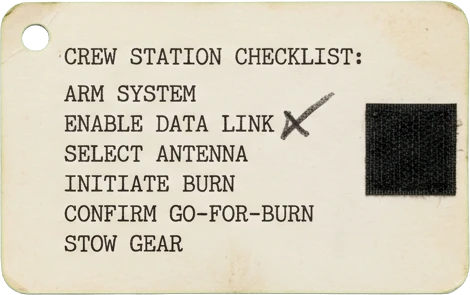 CREW STATION CHECKLIST:
ARM SYSTEM
ENABLE DATA LINK
SELECT ANTENNA
INITIATE BURN
CONFIRM GO-FOR-BURN
STOW GEAR